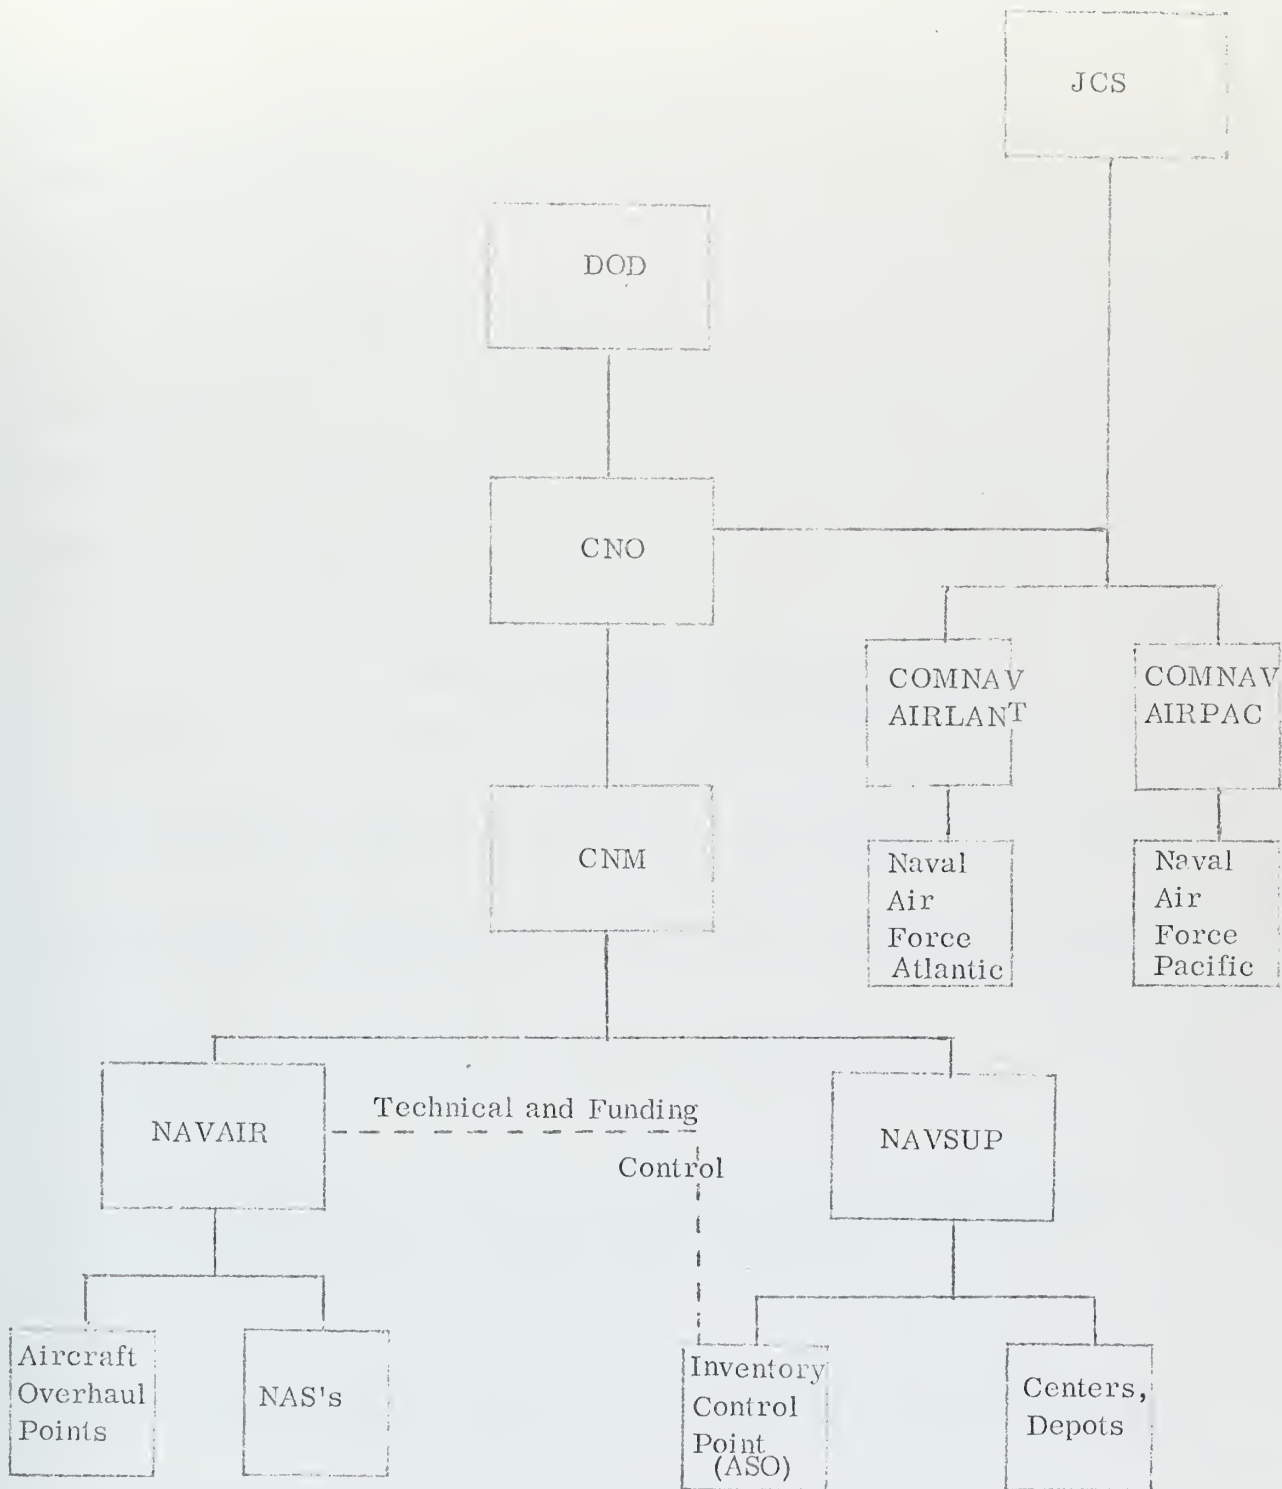 JCS
DOD
CNO
COMNAV
AIRLANT
COMNAV
AIRPAC
CNM
Naval
Air
Force
Atlantic
Naval
Air
Force
Pacific
NAVAIR
Technical and Funding
Control
NAVSUP
Aircraft
Overhaul
Points
NAS's
Inventory
Control
Point
(ASO)
Centers,
Depots